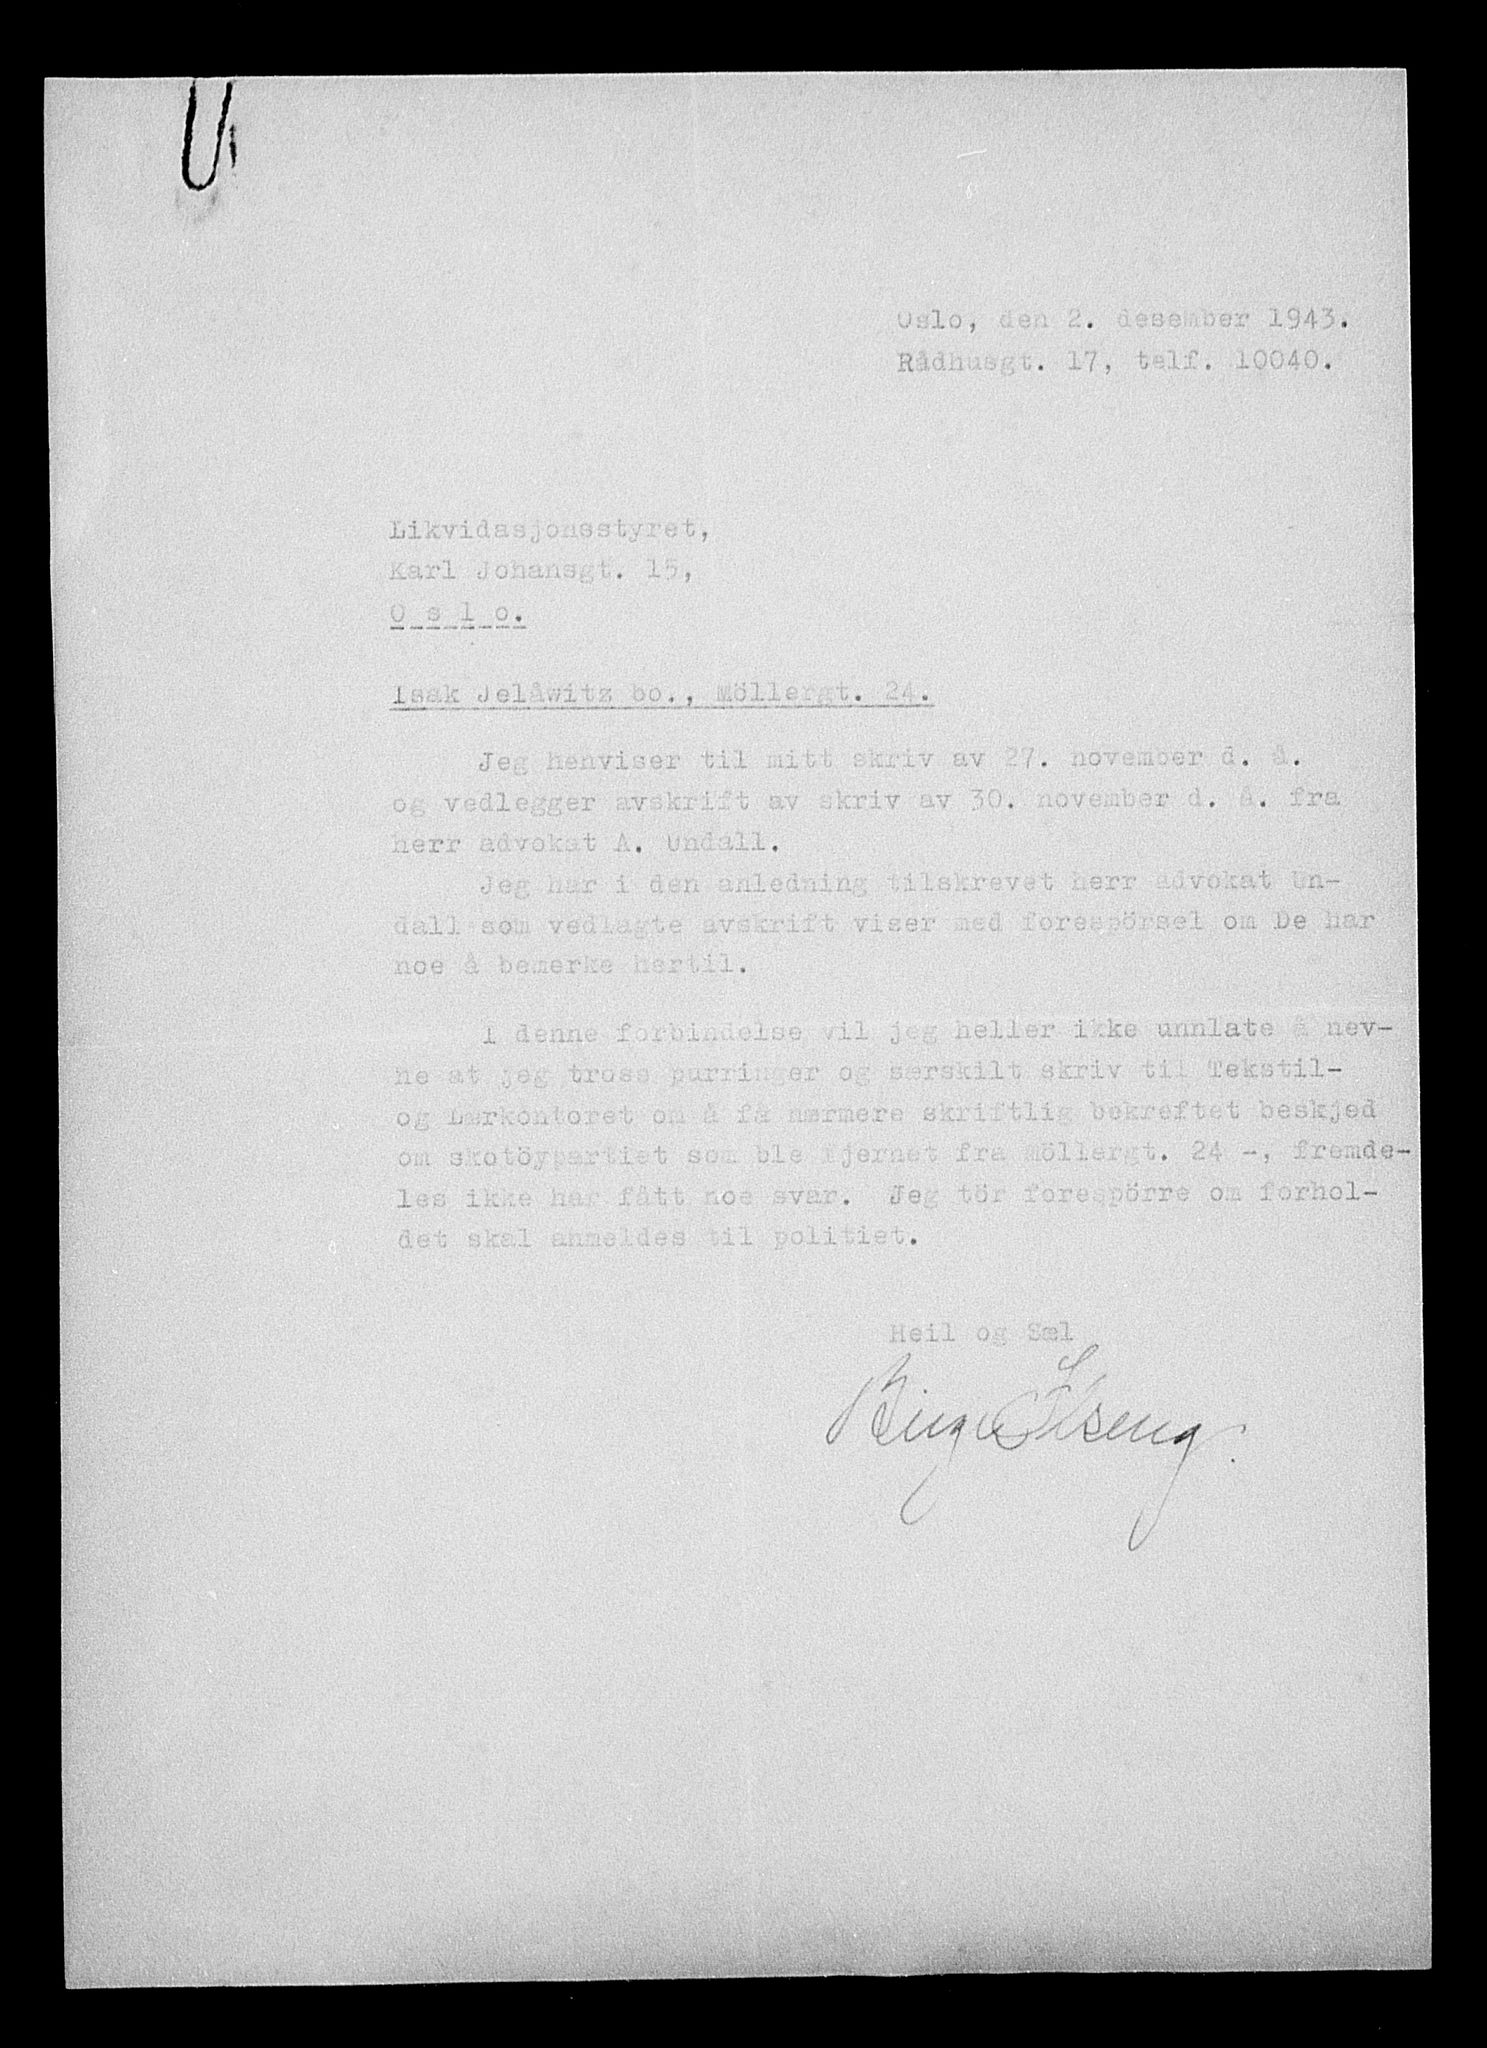 Oslo, den 2. desember 1943.
Rådhusgt. 17, telf. 10040.
Likvidasjonsstyret,
Karl Johansgt. 15,
O s l o.
Isak Jelåwitz bo., Möllergt. 24.
Jeg henviser til mitt skriv av 27. november d. å.
og vedlegger avskrift av skriv av 30. november d. å. fra
herr advokat A. Undall.
Jeg har i den anledning tilskrevet herr advokat Un-
dall som vedlagte avskrift viser med forespörsel om De har
noe å bemerke hertil.
I denne forbindelse vil jeg heller ikke unnlate å nev-
ne at jeg tross purringer og særskilt skriv til Tekstil-
og Lærkontoret om å få nærmere skriftlig bekreftet beskjed
om skotöypartiet som ble fjernet fra Möllergt. 24 -, fremde-
les ikke har fått noe svar. Jeg tör forespörre om forhol-
det skal anmeldes til politiet.
Heil og Sæl